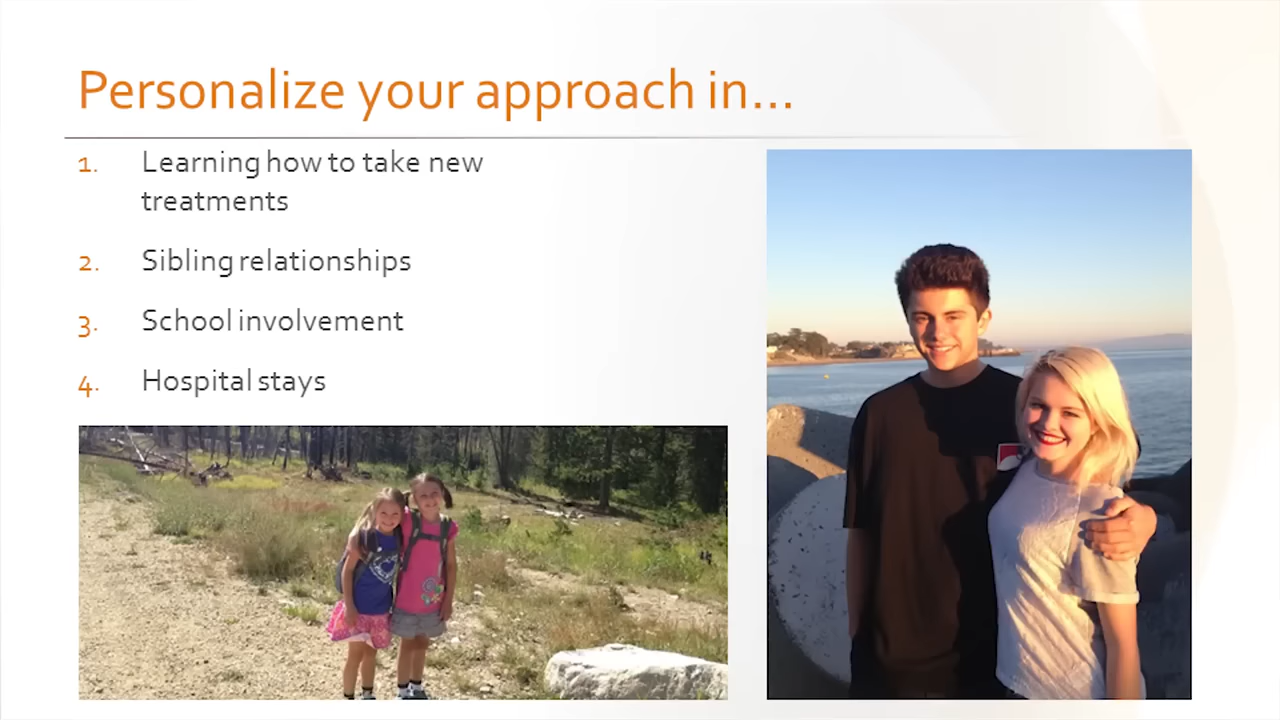 Personalize your approach in...
1. Learning how to take new
treatments
2. Sibling relationships
3. School involvement
4. Hospital stays